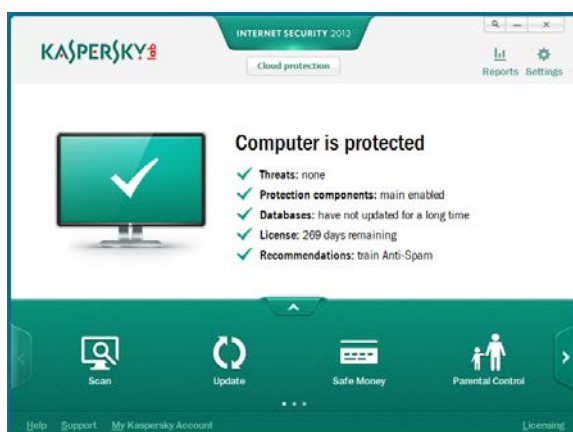 INTERNET SECURITY 2013
KASPERSKY lab
Cloud protection
Reports Settings
Computer is protected
Threats: none
Protection components: main enabled
Databases: have not updated for a long time
License: 269 days remaining
Recommendations: train Anti-Spam
Scan Update Safe Money Parental Control
Help Support My Kaspersky Account Licensing